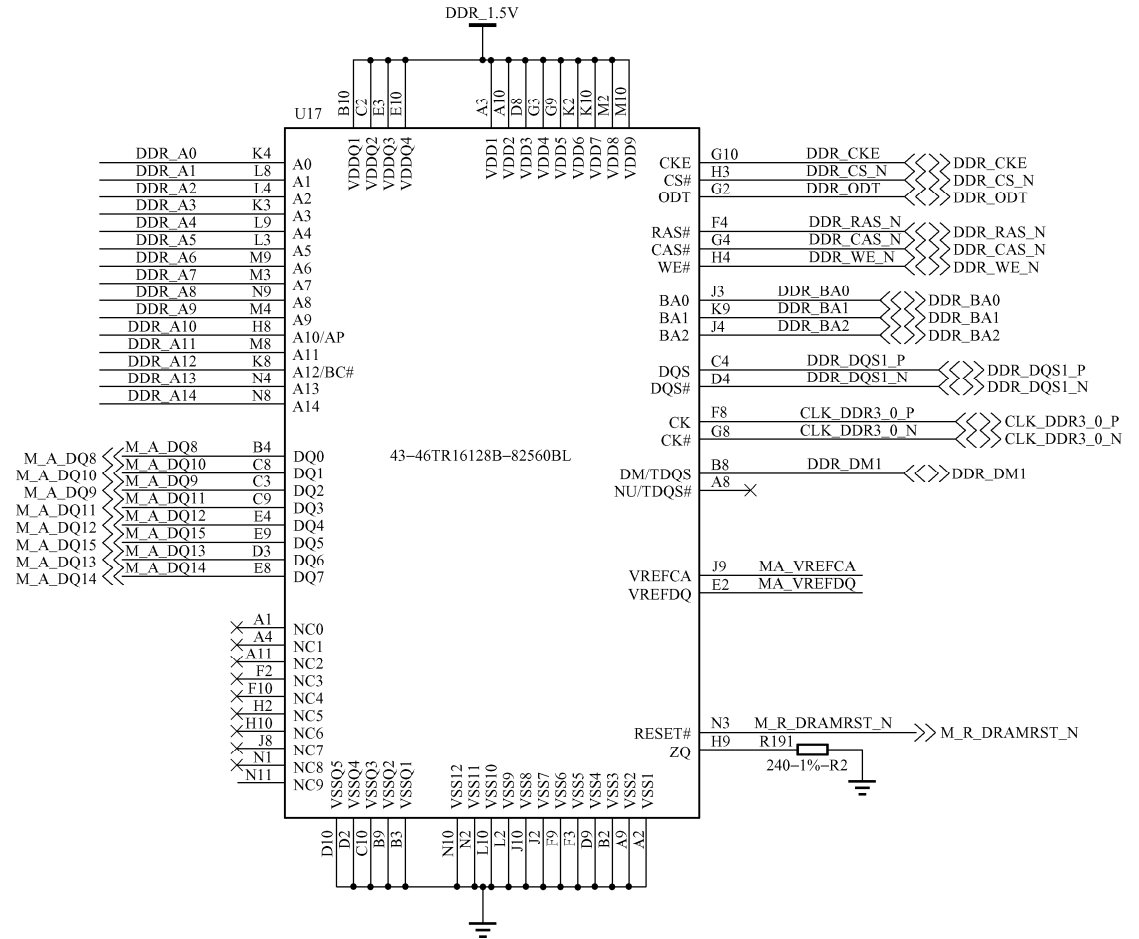 DDR_1.5V
U17
B10 C2 E3 E10 A3 A10 D8 G3 G9 K2 K10 M2 M10
VDDQ1 VDDQ2 VDDQ3 VDDQ4 VDD1 VDD2 VDD3 VDD4 VDD5 VDD6 VDD7 VDD8 VDD9
DDR_A0 K4 A0
DDR_A1 L8 A1
DDR_A2 L4 A2
DDR_A3 K3 A3
DDR_A4 L9 A4
DDR_A5 L3 A5
DDR_A6 M9 A6
DDR_A7 M3 A7
DDR_A8 N9 A8
DDR_A9 M4 A9
DDR_A10 H8 A10/AP
DDR_A11 M8 A11
DDR_A12 K8 A12/BC#
DDR_A13 N4 A13
DDR_A14 N8 A14
M_A_DQ8 M_A_DQ8 B4 DQ0
M_A_DQ10 M_A_DQ10 C8 DQ1
M_A_DQ9 M_A_DQ9 C3 DQ2
M_A_DQ11 M_A_DQ11 C9 DQ3
M_A_DQ12 M_A_DQ12 E4 DQ4
M_A_DQ15 M_A_DQ15 E9 DQ5
M_A_DQ13 M_A_DQ13 D3 DQ6
M_A_DQ14 M_A_DQ14 E8 DQ7
A1 NC0
A4 NC1
A11 NC2
F2 NC3
F10 NC4
H2 NC5
H10 NC6
J8 NC7
N1 NC8
N11 NC9
43-46TR16128B-82560BL
CKE G10 DDR_CKE DDR_CKE
CS# H3 DDR_CS_N DDR_CS_N
ODT G2 DDR_ODT DDR_ODT
RAS# F4 DDR_RAS_N DDR_RAS_N
CAS# G4 DDR_CAS_N DDR_CAS_N
WE# H4 DDR_WE_N DDR_WE_N
BA0 J3 DDR_BA0 DDR_BA0
BA1 K9 DDR_BA1 DDR_BA1
BA2 J4 DDR_BA2 DDR_BA2
DQS C4 DDR_DQS1_P DDR_DQS1_P
DQS# D4 DDR_DQS1_N DDR_DQS1_N
CK F8 CLK_DDR3_0_P CLK_DDR3_0_P
CK# G8 CLK_DDR3_0_N CLK_DDR3_0_N
DM/TDQS B8 DDR_DM1 DDR_DM1
NU/TDQS# A8
VREFCA J9 MA_VREFCA
VREFDQ E2 MA_VREFDQ
RESET# N3 M_R_DRAMRST_N M_R_DRAMRST_N
ZQ H9 R191
240-1%-R2
VSSQ5 VSSQ4 VSSQ3 VSSQ2 VSSQ1 VSS12 VSS11 VSS10 VSS9 VSS8 VSS7 VSS6 VSS5 VSS4 VSS3 VSS2 VSS1
D10 D2 C10 B9 B3 N10 N2 L10 L2 J10 J2 F9 F3 D9 B2 A9 A2